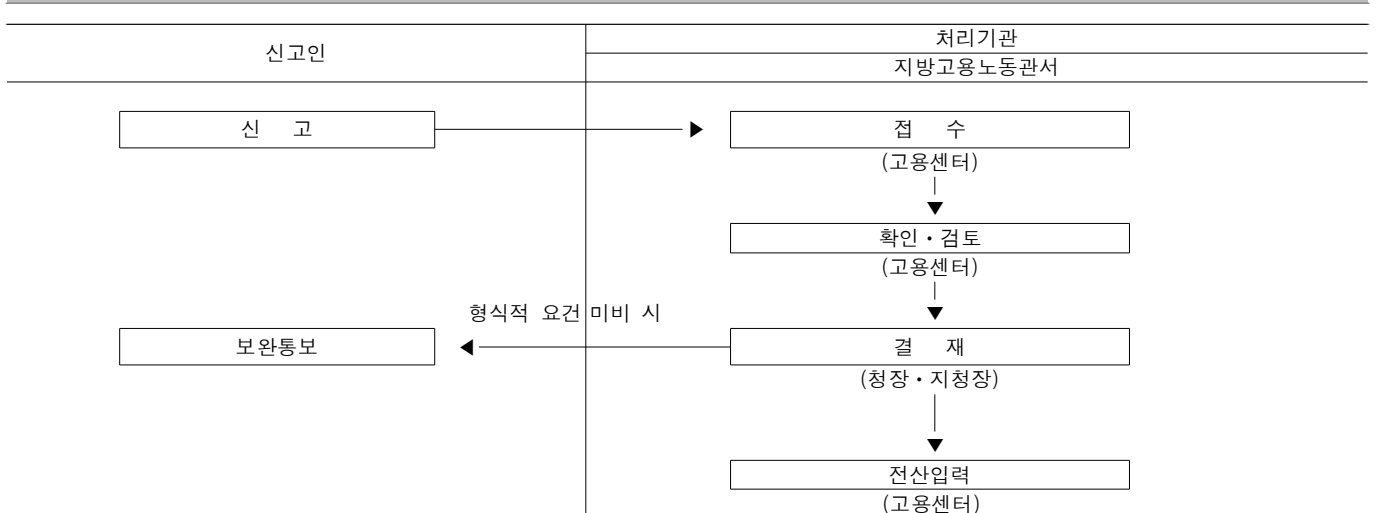 신고인
처리기관
지방고용노동관서
신 고
접 수
(고용센터)
확인・검토
(고용센터)
형식적 요건 미비 시
보완통보
결 재
(청장・지청장)
전산입력
(고용센터)